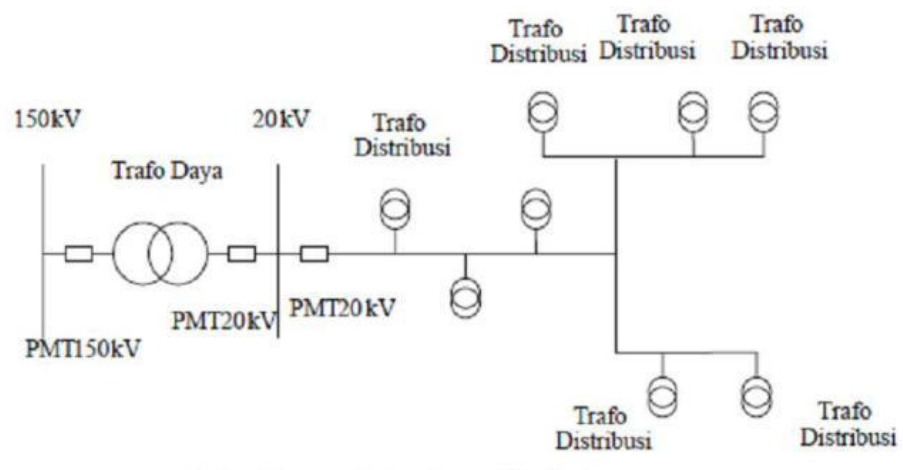 Trafo
Distribusi
Trafo
Distribusi
Trafo
Distribusi
150kV
20kV
Trafo
Distribusi
Trafo Daya
PMT20kV
PMT20kV
PMT150kV
Trafo
Distribusi
Trafo
Distribusi